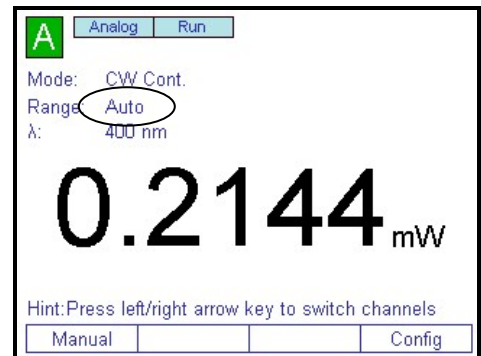 A Analog Run
Mode: CW Cont.
Range: Auto
λ: 400 nm
0.2144 mW
Hint:Press left/right arrow key to switch channels
Manual Config